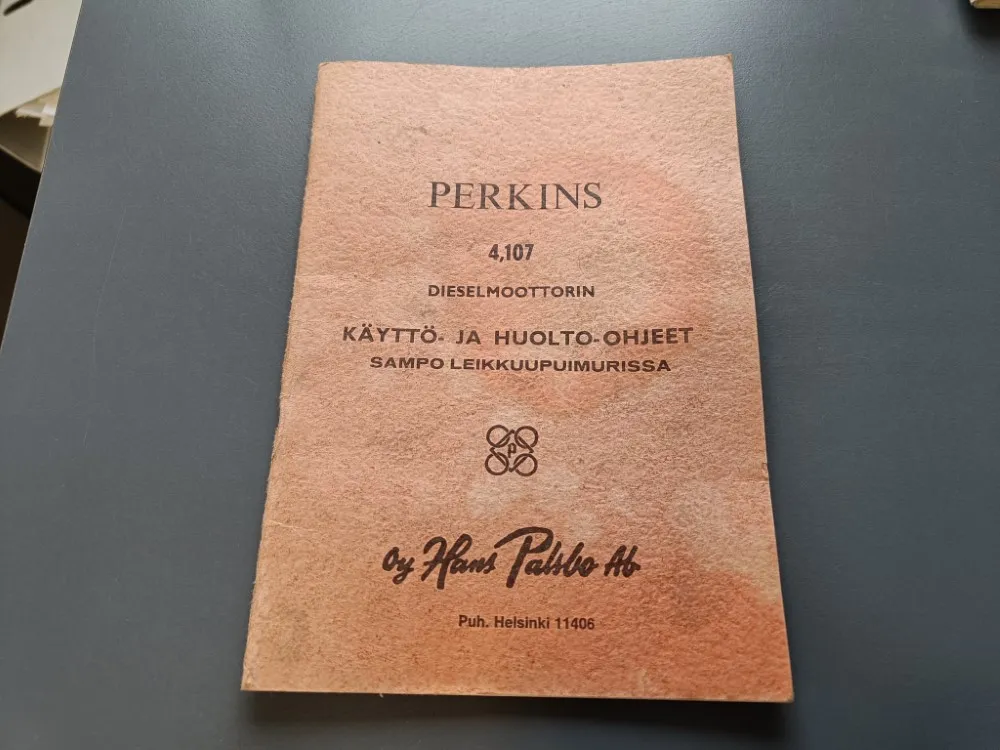 PERKINS
4,107
DIESELMOOTTORIN
KÄYTTÖ- JA HUOLTO-OHJEET
SAMPO LEIKKUUPUIMURISSA
P
Oy Hans Palsbo Ab
Puh. Helsinki 11406